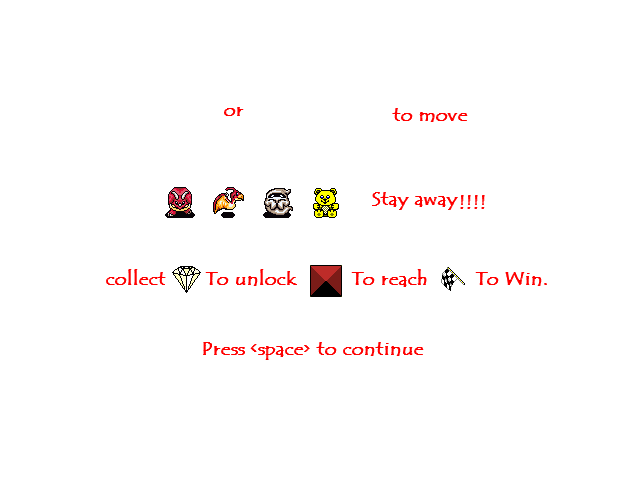 or to move
Stay away!!!!
collect To unlock To reach To Win.
Press <space> to continue